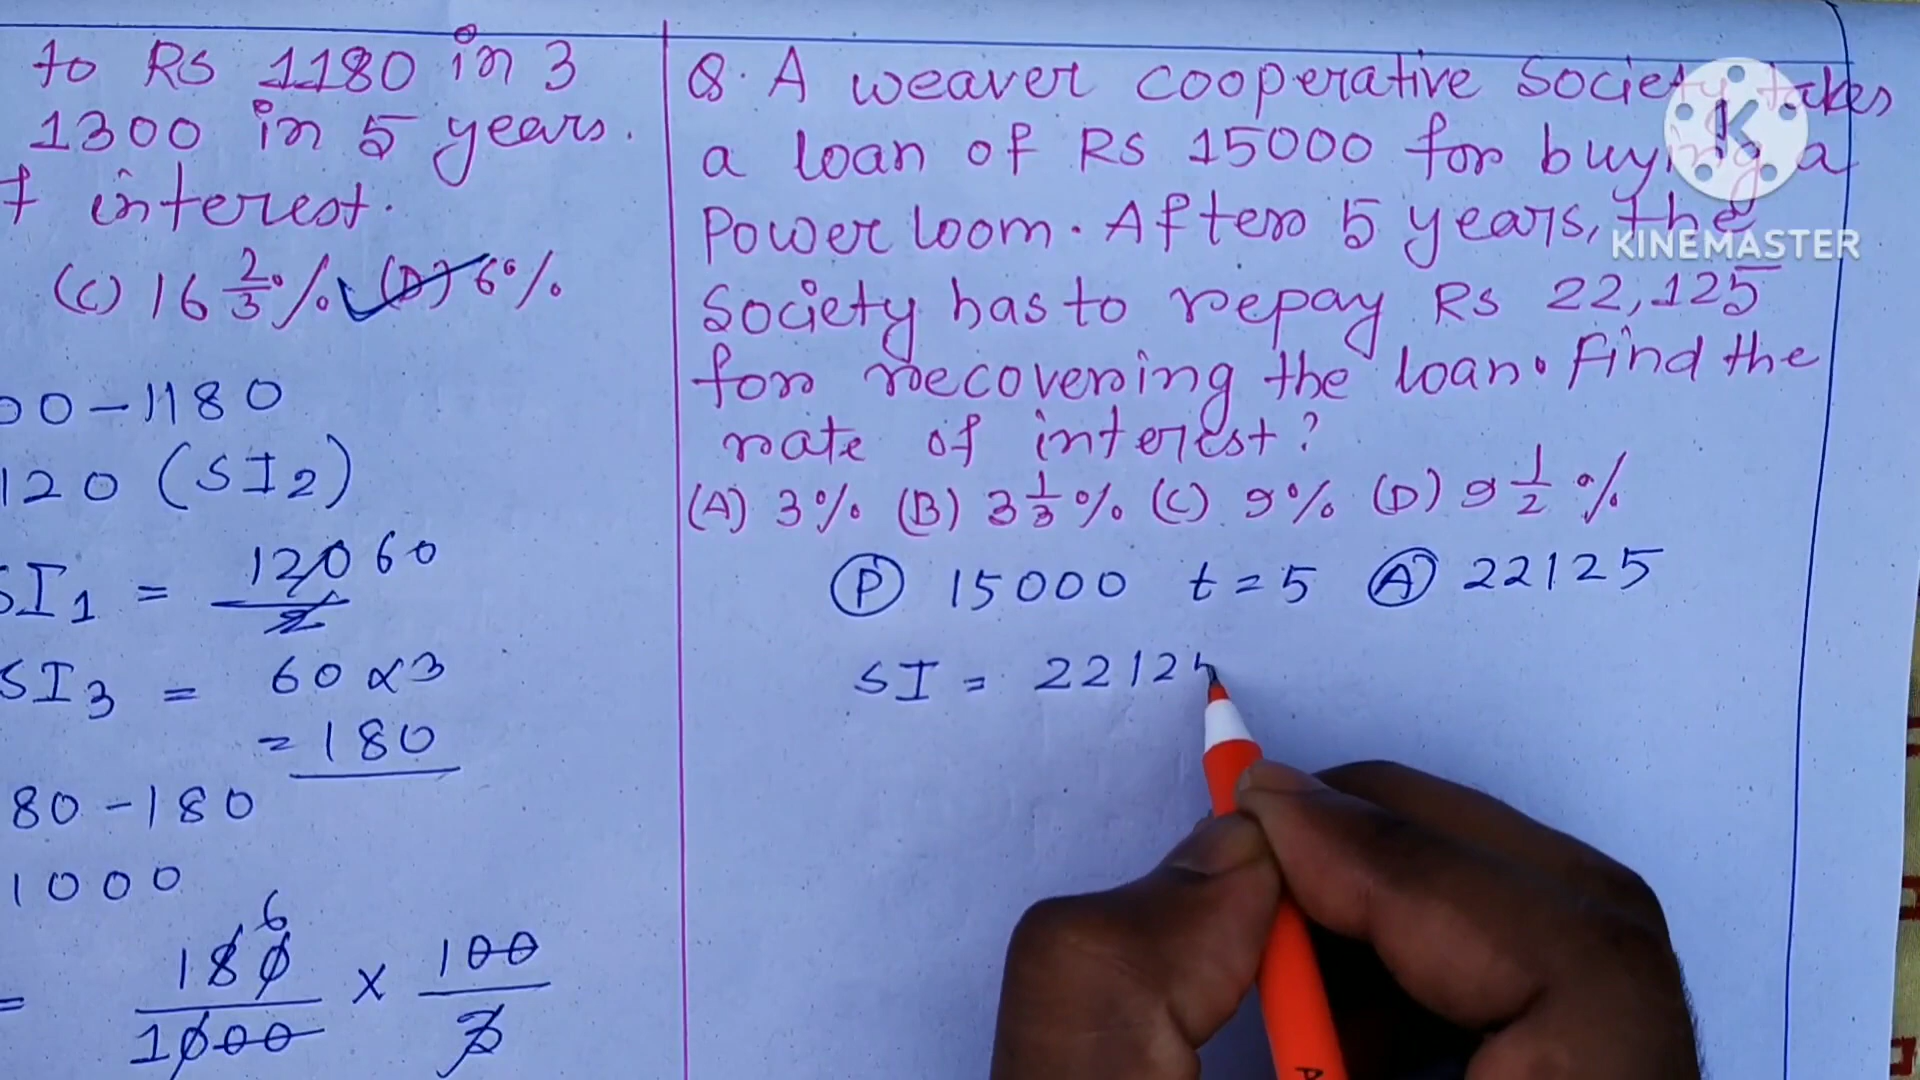 to Rs 1180 in 3
1300 in 5 years.
f interest.
(C) 16 2/3 % (D) 6%
00-1180
120 (SI2)
SI1 = 120/2 60
SI3 = 60 x 3
= 180
80-180
1000
= 180/1000 x 100/3
6
Q. A weaver cooperative Society takes
a loan of Rs 15000 for buying a
Power loom. After 5 years, the
Society has to repay Rs 22,125
for recovering the loan. Find the
rate of interest?
(A) 3% (B) 3 1/3 % (C) 9% (D) 9 1/2 %
P 15000 t = 5 A 22125
SI = 22125
K
KINEMASTER